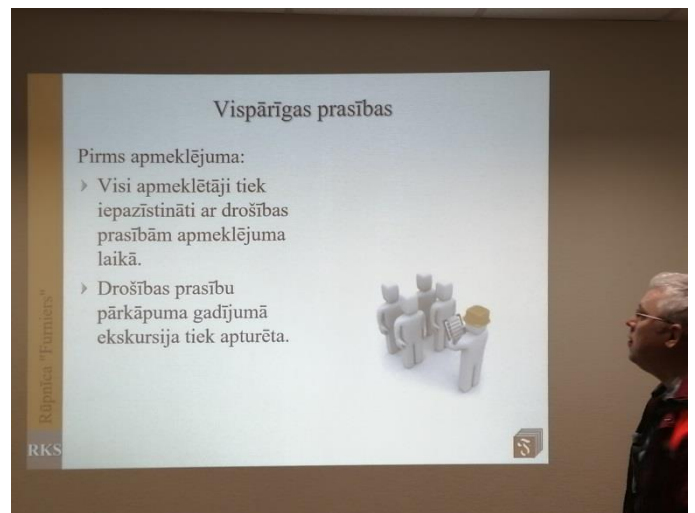 Vispārīgas prasības
Pirms apmeklējuma:
Visi apmeklētāji tiek
iepazīstināti ar drošības
prasībām apmeklējuma
laikā.
Drošības prasību
pārkāpuma gadījumā
ekskursija tiek apturēta.
Rūpnīca "Furniers"
RKS